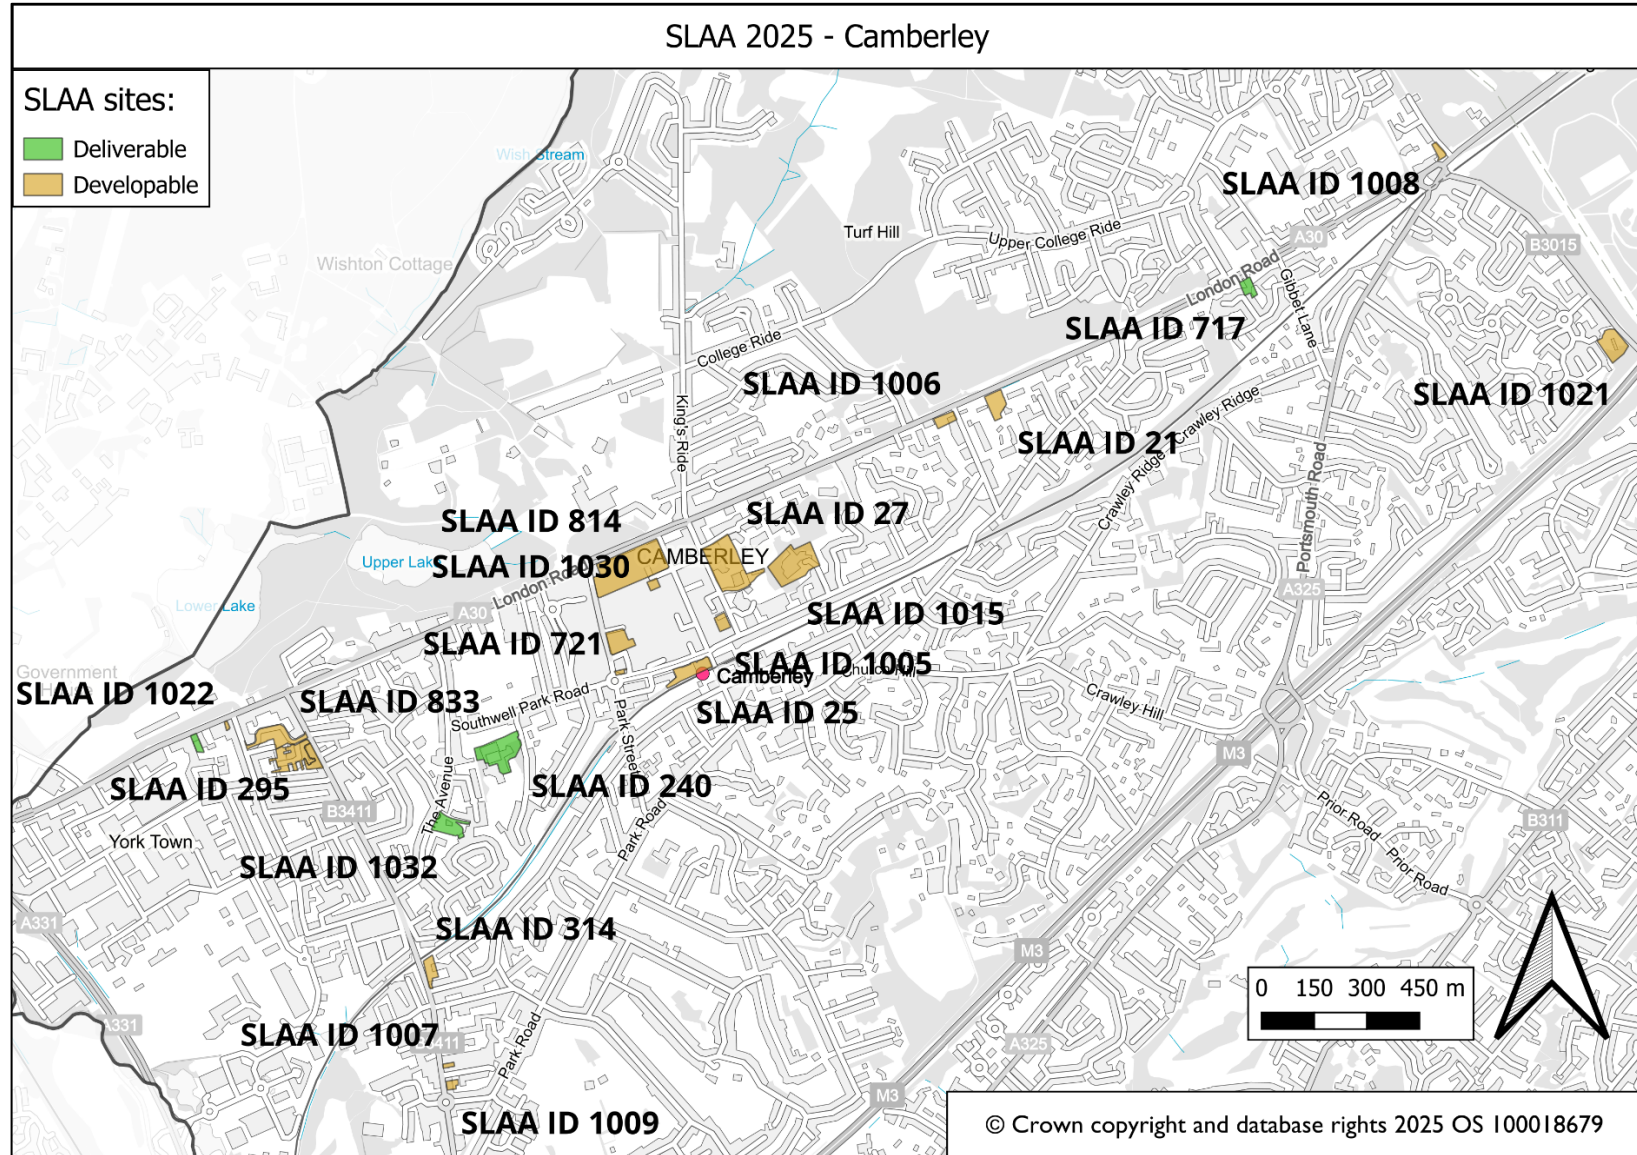 SLAA 2025 - Camberley
SLAA sites:
Deliverable
Developable
Wish Stream
Wishton Cottage
Turf Hill
Upper College Ride
SLAA ID 1008
A30
B3015
London Road
Gibbet Lane
SLAA ID 717
College Ride
SLAA ID 1006
King's Ride
SLAA ID 1021
Crawley Ridge
SLAA ID 21
Crawley Ridge
Portsmouth Road
SLAA ID 814
SLAA ID 27
CAMBERLEY
Upper Lake
SLAA ID 1030
London Road
Lower Lake
A30
A325
SLAA ID 1015
SLAA ID 721
SLAA ID 1005
Camberley
Church Hill
Government
SLAA ID 1022
SLAA ID 833
Southwell Park Road
Park Street
SLAA ID 25
Crawley Hill
M3
SLAA ID 295
SLAA ID 240
The Avenue
B3411
York Town
Park Road
Prior Road
Prior Road
B311
SLAA ID 1032
A331
SLAA ID 314
M3
0 150 300 450 m
A331
SLAA ID 1007
Park Road
A325
M3
SLAA ID 1009
© Crown copyright and database rights 2025 OS 100018679